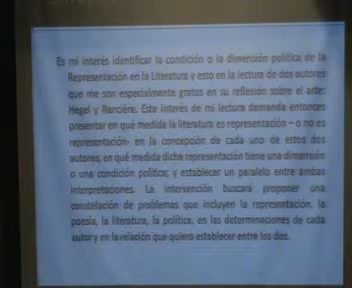 Es mi interés identificar la condición o la dimensión política de la
Representación en la Literatura y esto en la lectura de dos autores
que me son especialmente gratos en su reflexión sobre el arte:
Hegel y Rancière. Este interés de mi lectura demanda entonces
presentar en qué medida la literatura es representación – o no es
representación- en la concepción de cada uno de estos dos
autores; en qué medida dicha representación tiene una dimensión
o una condición política; y establecer un paralelo entre ambas
interpretaciones. La intervención buscará proponer una
constelación de problemas que incluyen la representación, la
poesía, la literatura, la política, en las determinaciones de cada
autor y en la relación que quiero establecer entre los dos.